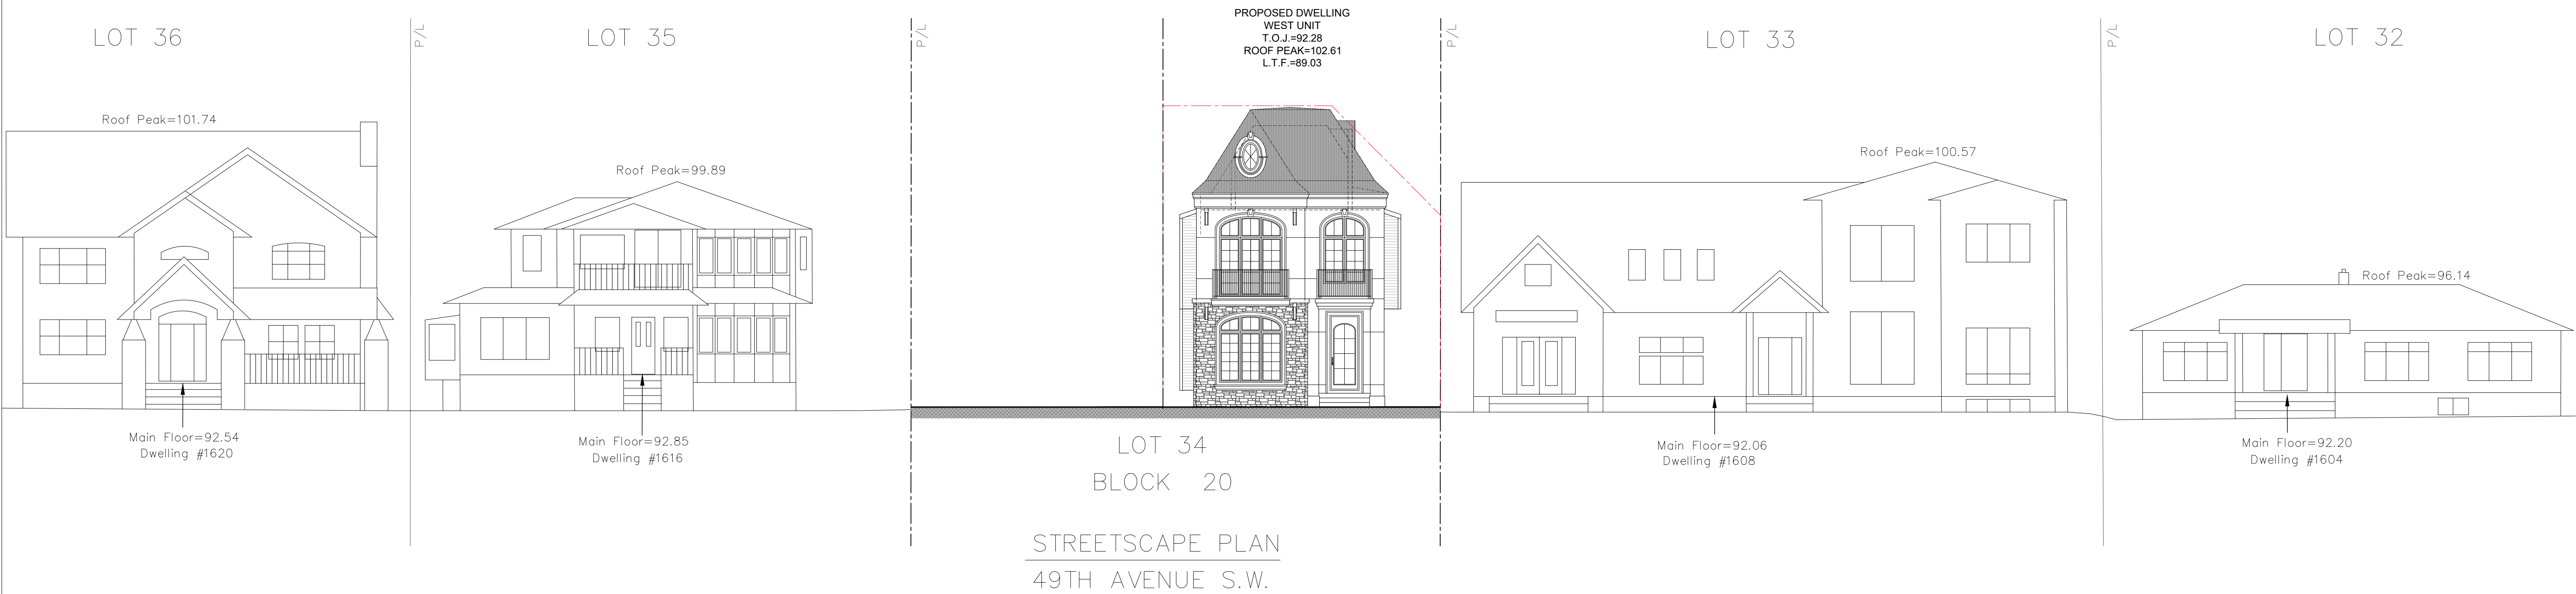 LOT 36
P/L
LOT 35
P/L
PROPOSED DWELLING
WEST UNIT
T.O.J.=92.28
ROOF PEAK=102.61
L.T.F.=89.03
P/L
LOT 33
P/L
LOT 32
Roof Peak=101.74
Roof Peak=99.89
Roof Peak=100.57
Roof Peak=96.14
Main Floor=92.54
Dwelling #1620
Main Floor=92.85
Dwelling #1616
LOT 34
BLOCK 20
Main Floor=92.06
Dwelling #1608
Main Floor=92.20
Dwelling #1604
STREETSCAPE PLAN
49TH AVENUE S.W.